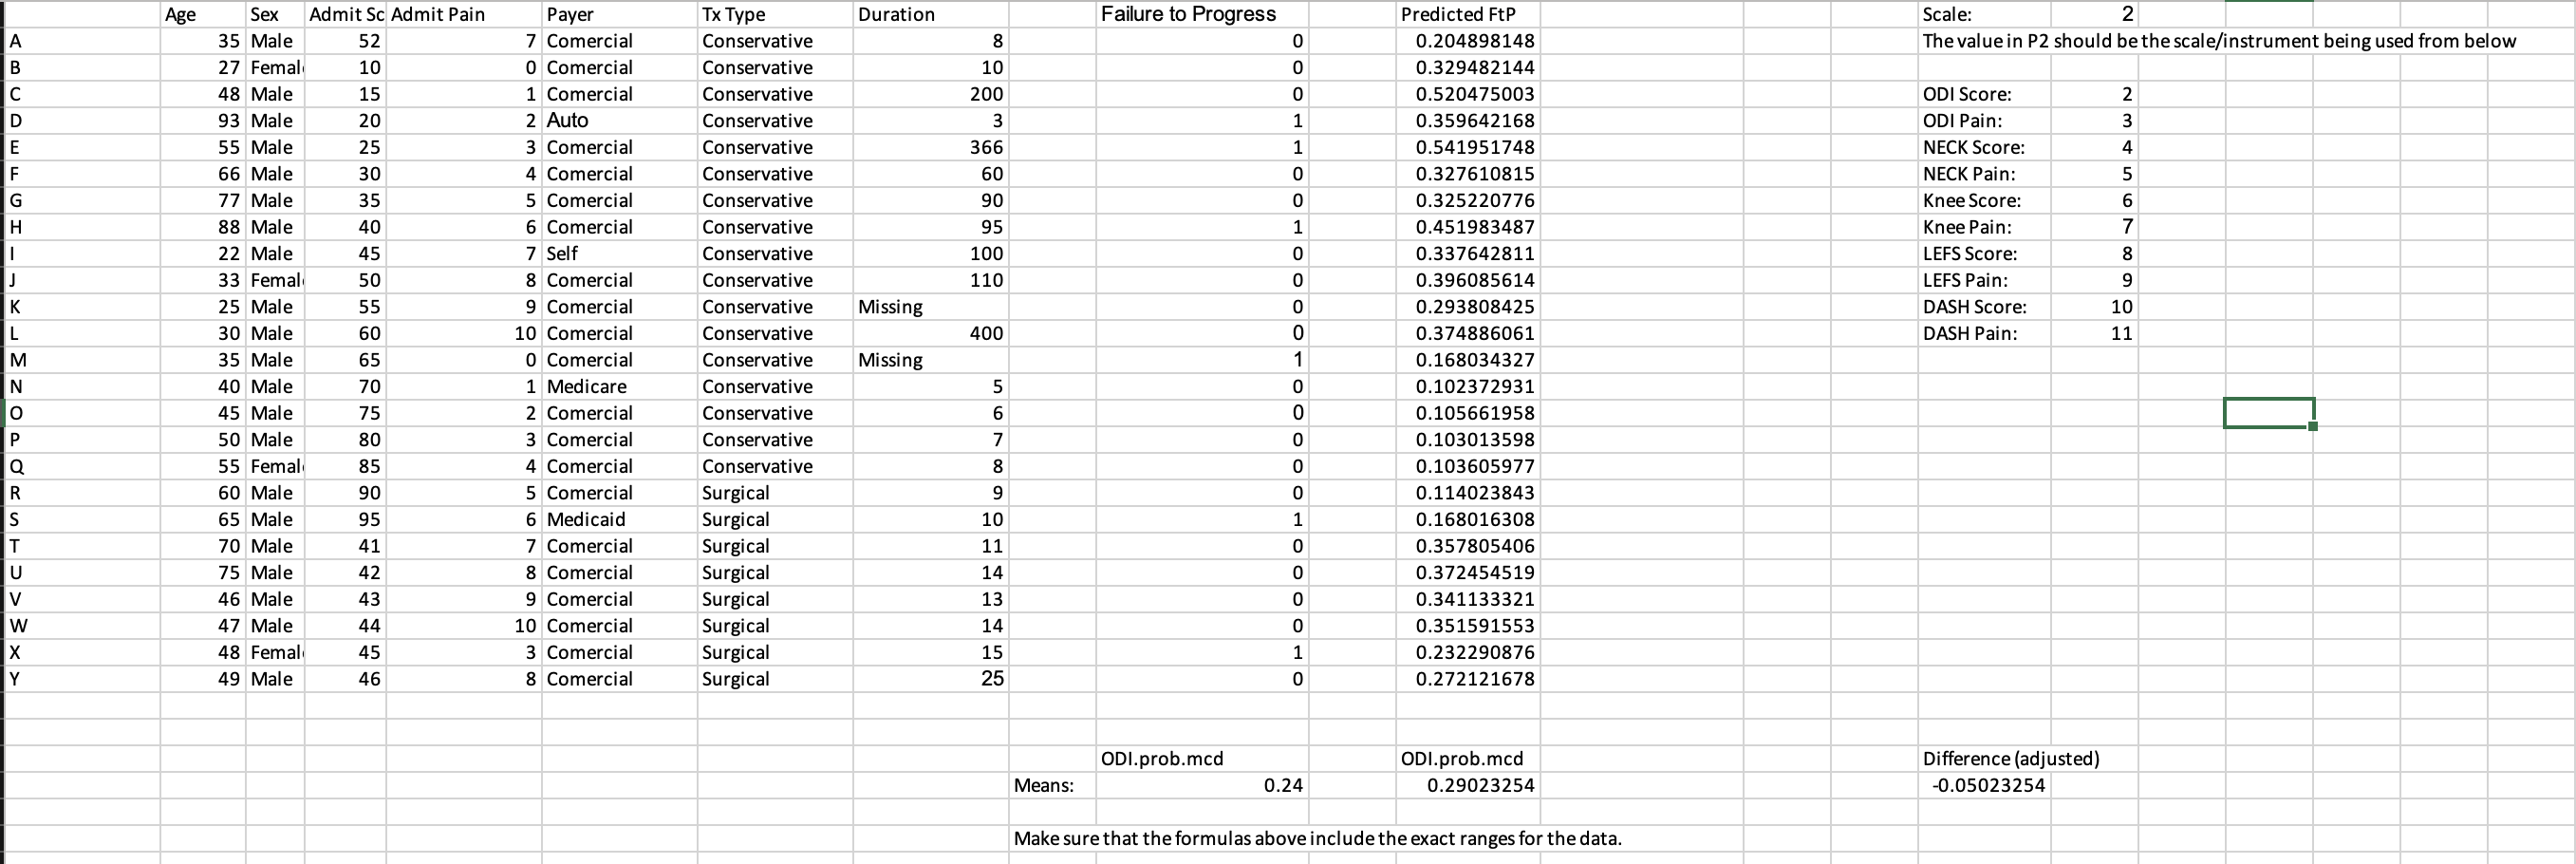 Age Sex Admit Sc Admit Pain Payer Tx Type Duration Failure to Progress Predicted FtP Scale: 2
A 35 Male 52 7 Comercial Conservative 8 0 0.204898148 The value in P2 should be the scale/instrument being used from below
B 27 Femal 10 0 Comercial Conservative 10 0 0.329482144
C 48 Male 15 1 Comercial Conservative 200 0 0.520475003 ODI Score: 2
D 93 Male 20 2 Auto Conservative 3 1 0.359642168 ODI Pain: 3
E 55 Male 25 3 Comercial Conservative 366 1 0.541951748 NECK Score: 4
F 66 Male 30 4 Comercial Conservative 60 0 0.327610815 NECK Pain: 5
G 77 Male 35 5 Comercial Conservative 90 0 0.325220776 Knee Score: 6
H 88 Male 40 6 Comercial Conservative 95 1 0.451983487 Knee Pain: 7
I 22 Male 45 7 Self Conservative 100 0 0.337642811 LEFS Score: 8
J 33 Femal 50 8 Comercial Conservative 110 0 0.396085614 LEFS Pain: 9
K 25 Male 55 9 Comercial Conservative Missing 0 0.293808425 DASH Score: 10
L 30 Male 60 10 Comercial Conservative 400 0 0.374886061 DASH Pain: 11
M 35 Male 65 0 Comercial Conservative Missing 1 0.168034327
N 40 Male 70 1 Medicare Conservative 5 0 0.102372931
O 45 Male 75 2 Comercial Conservative 6 0 0.105661958
P 50 Male 80 3 Comercial Conservative 7 0 0.103013598
Q 55 Femal 85 4 Comercial Conservative 8 0 0.103605977
R 60 Male 90 5 Comercial Surgical 9 0 0.114023843
S 65 Male 95 6 Medicaid Surgical 10 1 0.168016308
T 70 Male 41 7 Comercial Surgical 11 0 0.357805406
U 75 Male 42 8 Comercial Surgical 14 0 0.372454519
V 46 Male 43 9 Comercial Surgical 13 0 0.341133321
W 47 Male 44 10 Comercial Surgical 14 0 0.351591553
X 48 Femal 45 3 Comercial Surgical 15 1 0.232290876
Y 49 Male 46 8 Comercial Surgical 25 0 0.272121678
ODI.prob.mcd ODI.prob.mcd Difference (adjusted)
Means: 0.24 0.29023254 -0.05023254
Make sure that the formulas above include the exact ranges for the data.